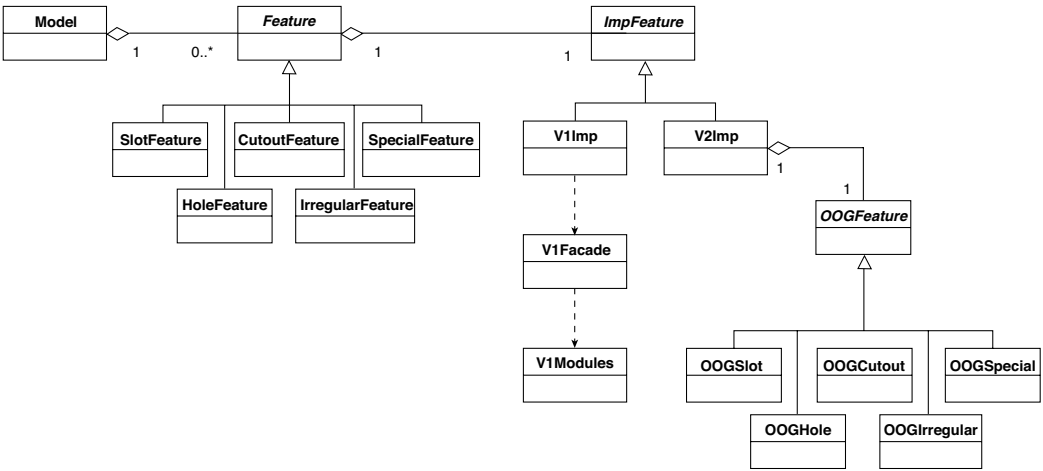 Model
Feature
ImpFeature
1
0..*
1
1
SlotFeature
CutoutFeature
SpecialFeature
V1Imp
V2Imp
1
HoleFeature
IrregularFeature
1
OOGFeature
V1Facade
V1Modules
OOGSlot
OOGCutout
OOGSpecial
OOGHole
OOGIrregular